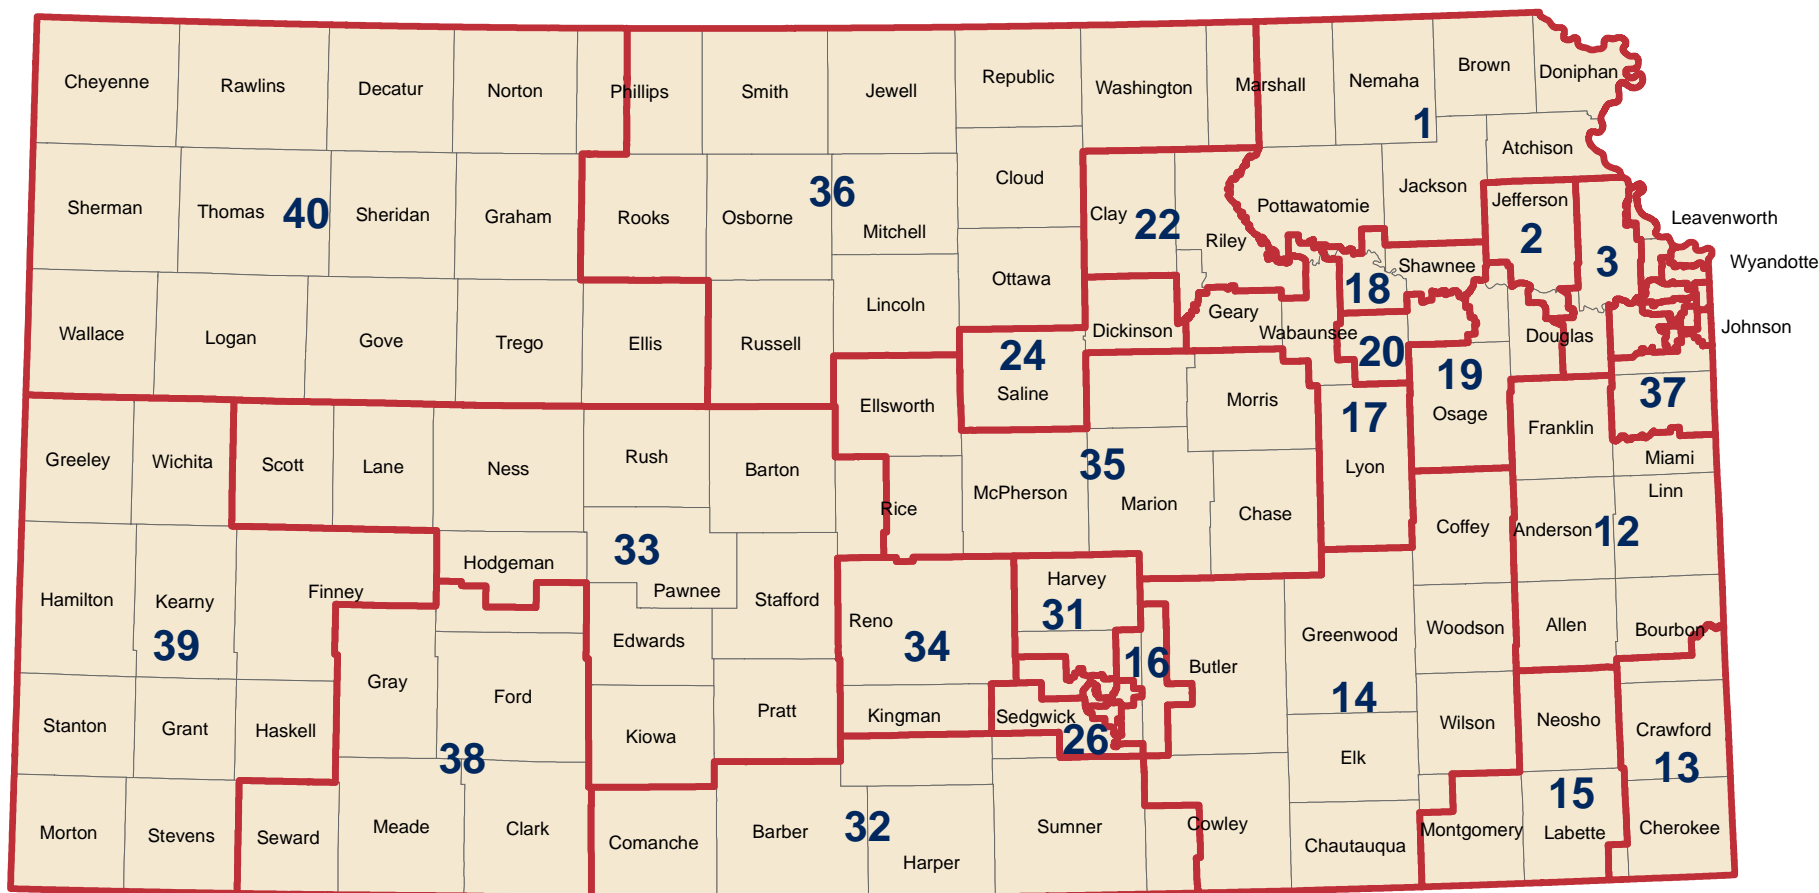 Cheyenne
Rawlins
Decatur
Norton
Phillips
Smith
Jewell
Republic
Washington
Marshall
Nemaha
Brown
Doniphan
1
Atchison
Sherman
Thomas
40
Sheridan
Graham
Rooks
Osborne
36
Mitchell
Cloud
Clay
22
Riley
Pottawatomie
Jackson
Jefferson
2
3
Leavenworth
Wyandotte
Shawnee
18
Wallace
Logan
Gove
Trego
Ellis
Russell
Lincoln
Ottawa
Dickinson
Geary
Wabaunsee
20
Douglas
Johnson
24
Saline
19
Osage
37
Ellsworth
Morris
17
Lyon
Franklin
Miami
Linn
Greeley
Wichita
Scott
Lane
Ness
Rush
Barton
Rice
McPherson
35
Marion
Chase
Coffey
Anderson
12
Hodgeman
33
Pawnee
Stafford
Hamilton
Kearny
Finney
39
Edwards
Reno
34
Harvey
31
16
Butler
Greenwood
Woodson
Allen
Bourbon
Gray
Ford
Stanton
Grant
Haskell
38
Kiowa
Pratt
Kingman
Sedgwick
26
14
Elk
Wilson
Neosho
Crawford
13
Morton
Stevens
Seward
Meade
Clark
Comanche
Barber
32
Harper
Sumner
Cowley
Chautauqua
Montgomery
15
Labette
Cherokee